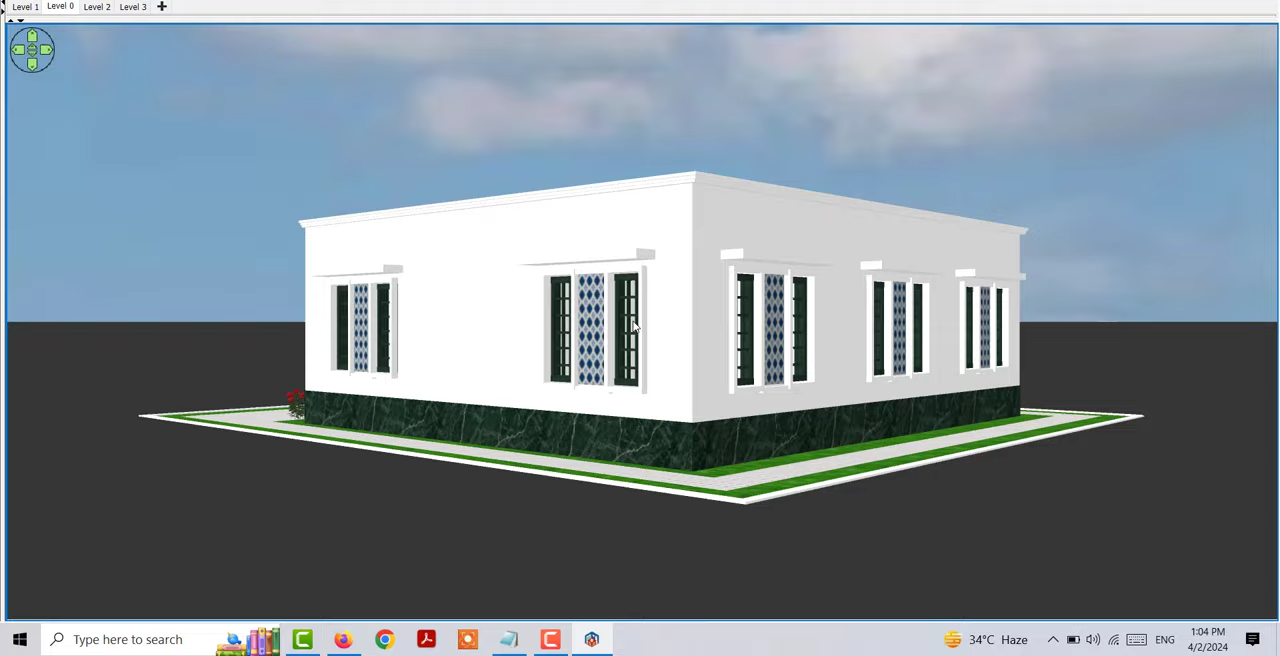 Level 1 Level 0 Level 2 Level 3
Type here to search
34°C Haze
ENG
1:04 PM
4/2/2024